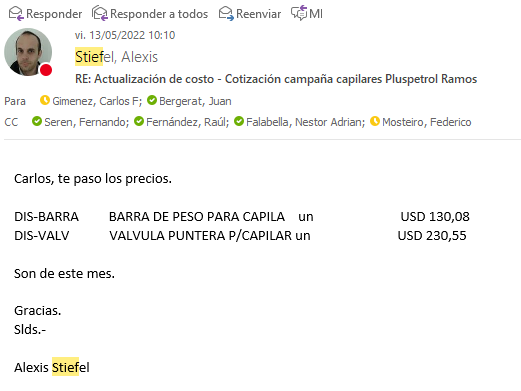 Responder Responder a todos Reenviar MI
vi. 13/05/2022 10:10
Stiefel, Alexis
RE: Actualización de costo - Cotización campaña capilares Pluspetrol Ramos
Para Gimenez, Carlos F; Bergerat, Juan
CC Seren, Fernando; Fernández, Raúl; Falabella, Nestor Adrian; Mosteiro, Federico
Carlos, te paso los precios.
DIS-BARRA BARRA DE PESO PARA CAPILA un USD 130,08
DIS-VALV VALVULA PUNTERA P/CAPILAR un USD 230,55
Son de este mes.
Gracias.
Slds.-
Alexis Stiefel